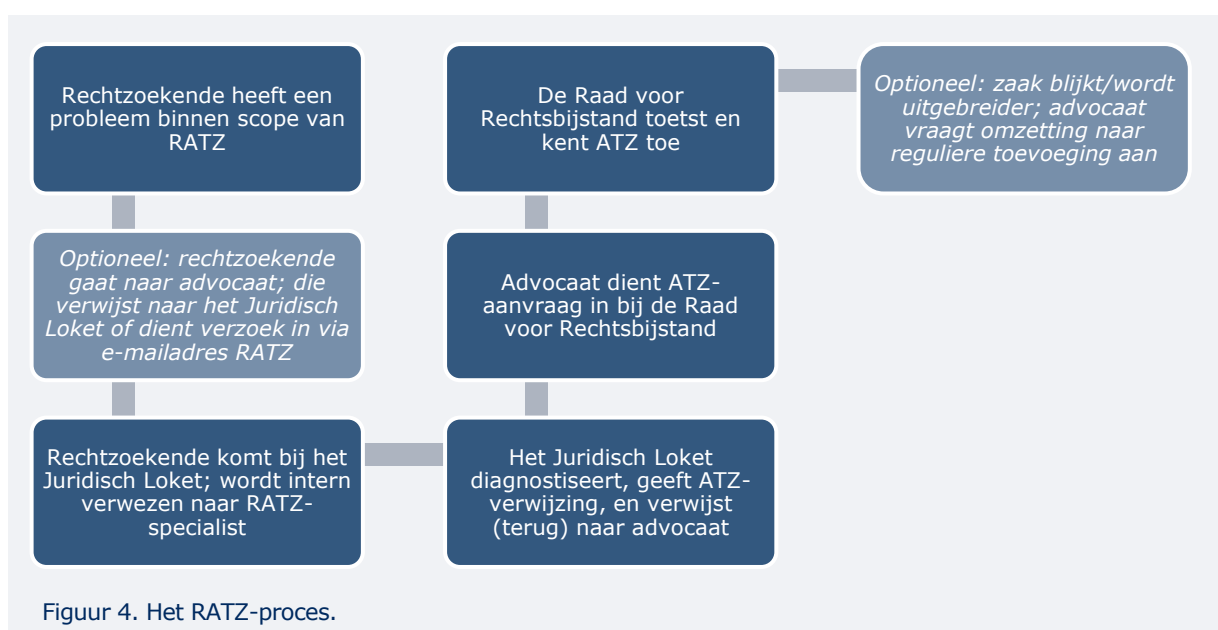 Rechtzoekende heeft een
probleem binnen scope van
RATZ
Optioneel: rechtzoekende
gaat naar advocaat; die
verwijst naar het Juridisch
Loket of dient verzoek in via
e-mailadres RATZ
Rechtzoekende komt bij het
Juridisch Loket; wordt intern
verwezen naar RATZ-
specialist
Het Juridisch Loket
diagnostiseert, geeft ATZ-
verwijzing, en verwijst
(terug) naar advocaat
Advocaat dient ATZ-
aanvraag in bij de Raad
voor Rechtsbijstand
De Raad voor
Rechtsbijstand toetst en
kent ATZ toe
Optioneel: zaak blijkt/wordt
uitgebreider; advocaat
vraagt omzetting naar
reguliere toevoeging aan
Figuur 4. Het RATZ-proces.